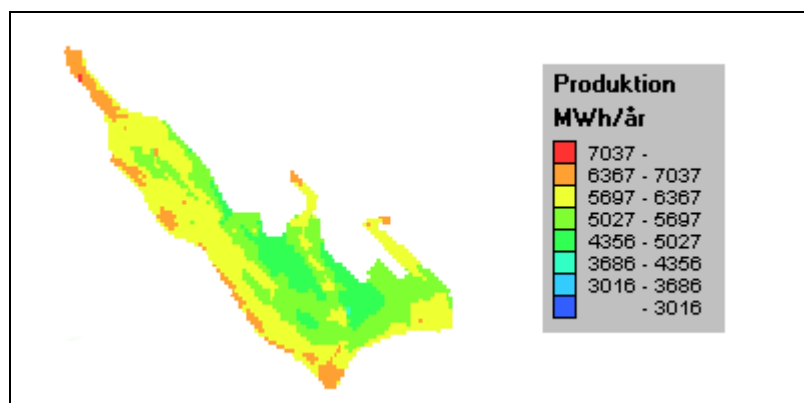 Produktion
MWh/år
7037 -
6367 - 7037
5697 - 6367
5027 - 5697
4356 - 5027
3686 - 4356
3016 - 3686
- 3016